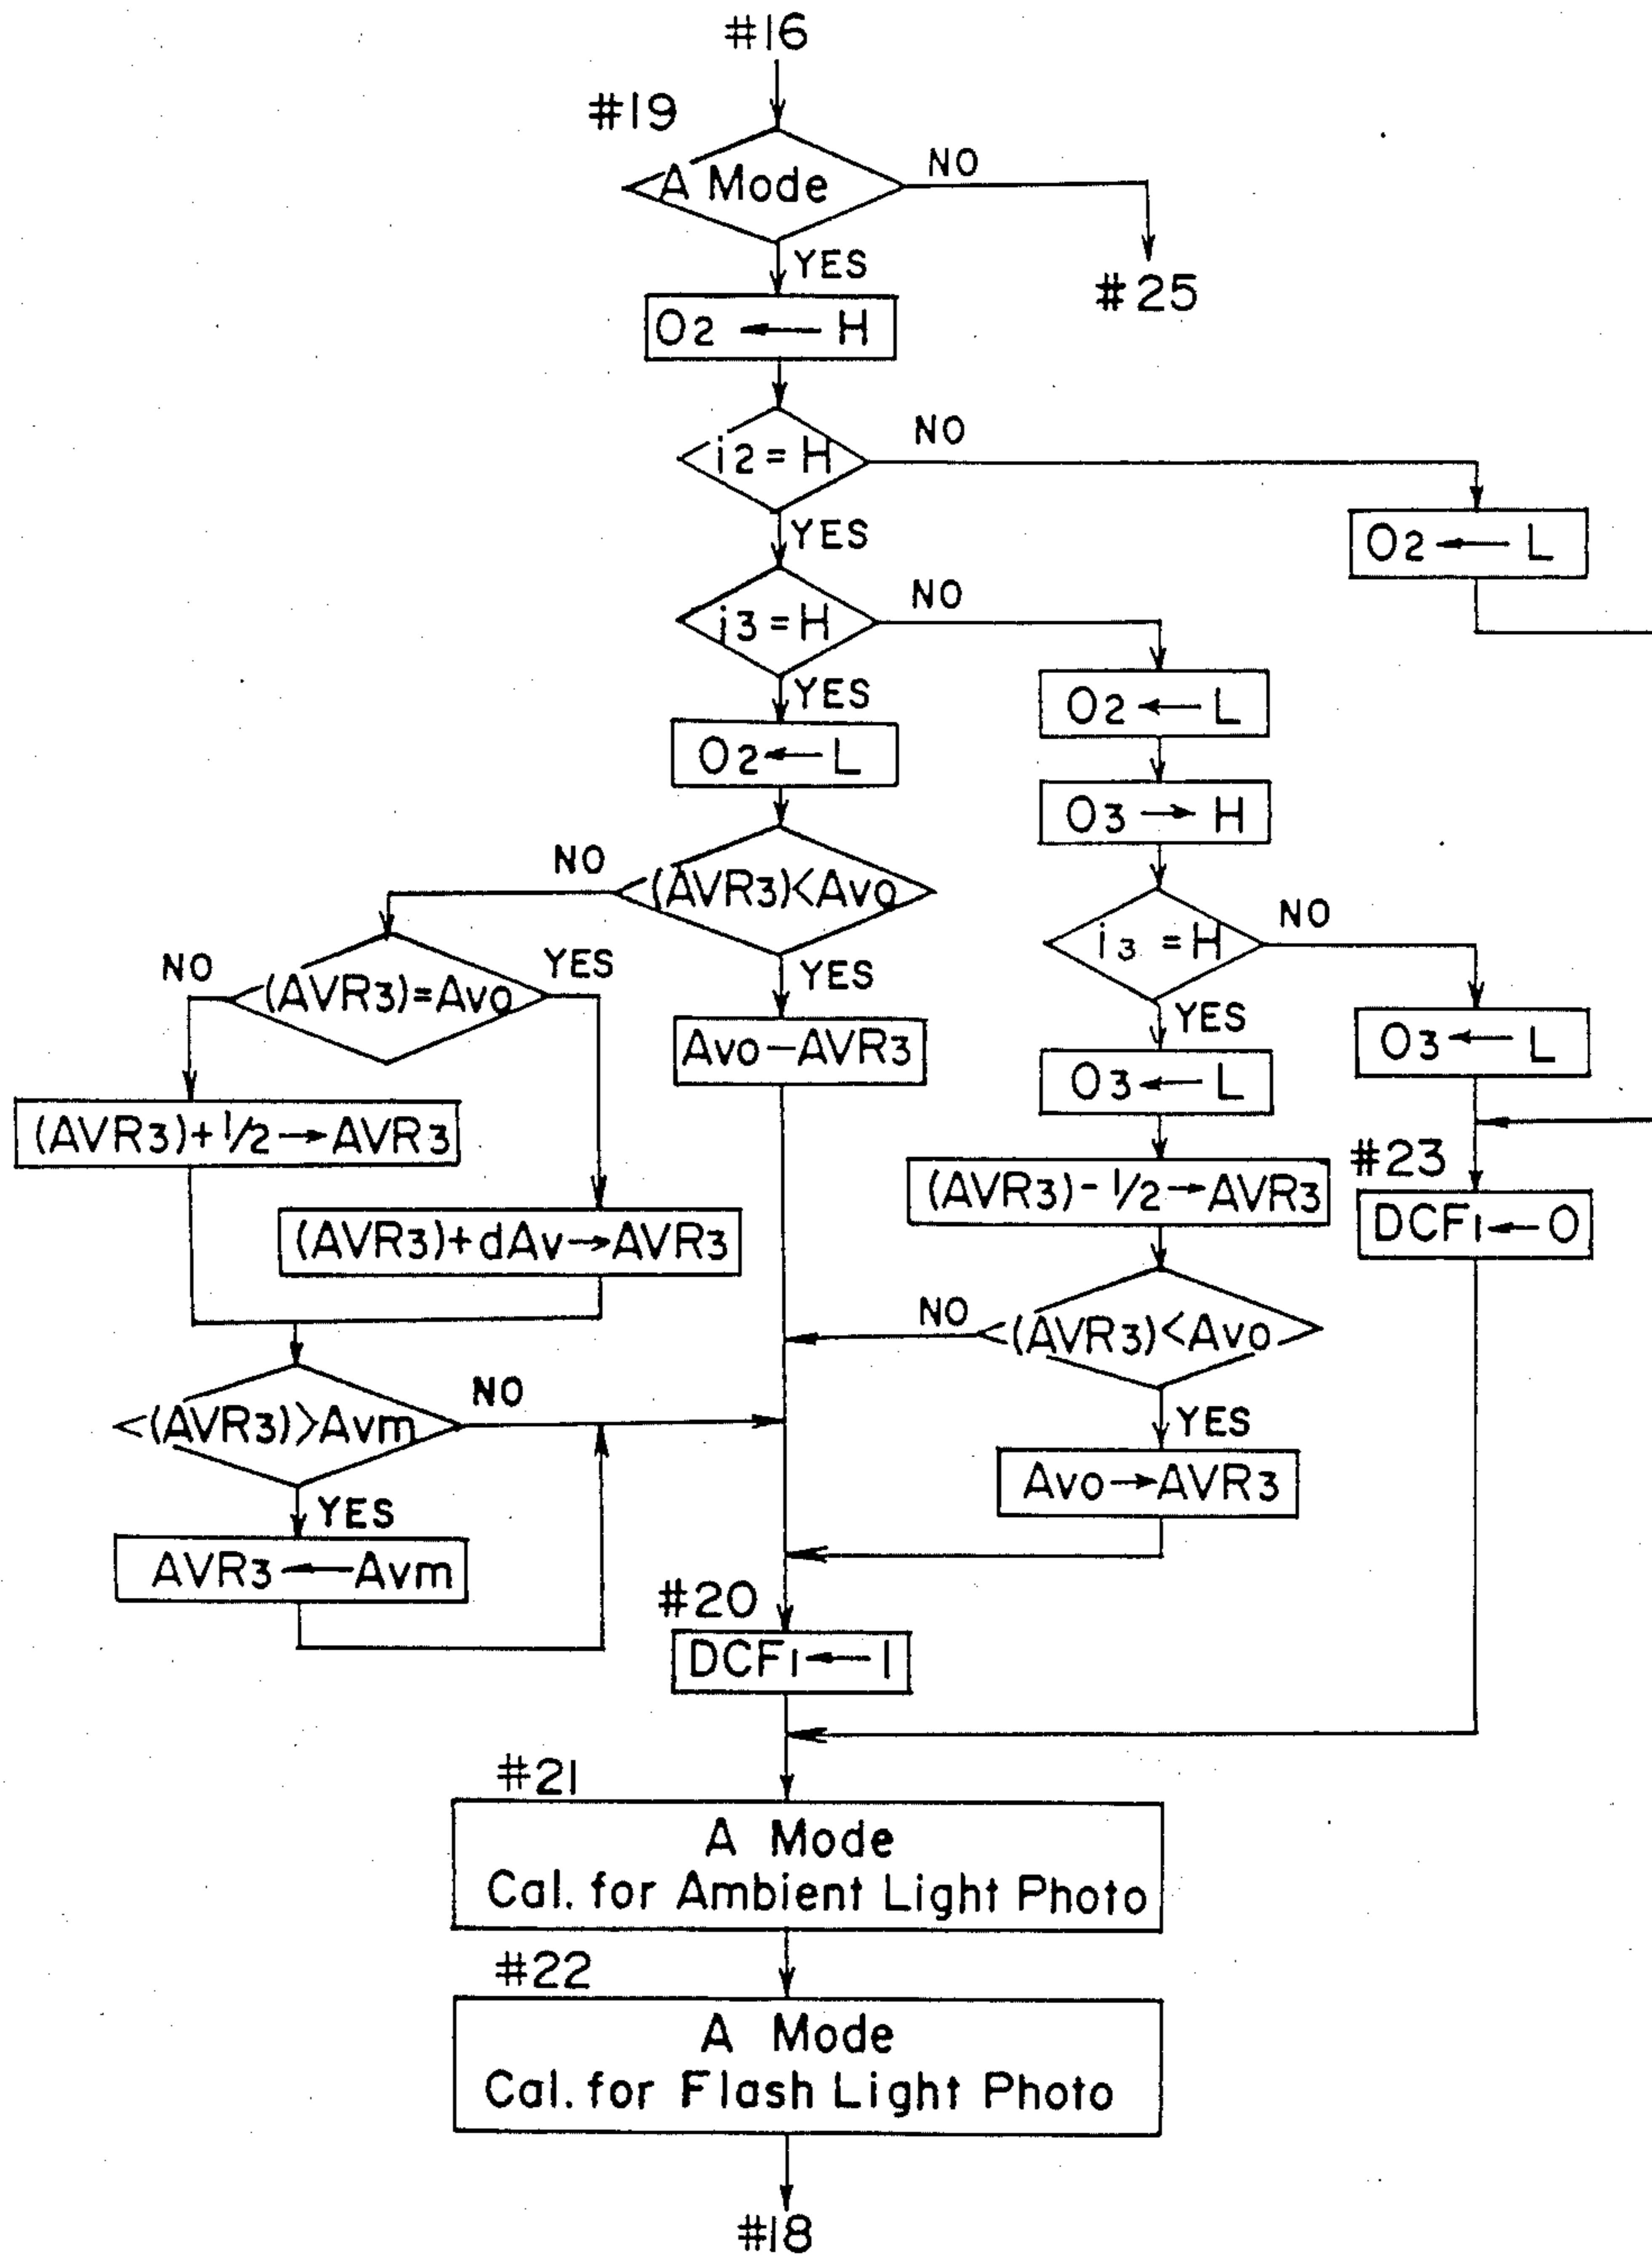 #16
#19
A Mode
NO
YES
#25
O2 ← H
i2 = H
NO
YES
O2 ← L
i3 = H
NO
YES
O2 ← L
O2 ← L
O3 → H
(AVR3)<Avo
NO
YES
i3 = H
NO
YES
(AVR3)=Avo
NO
YES
Avo−AVR3
O3 ← L
O3 ← L
(AVR3)+1/2→AVR3
#23
(AVR3)-1/2→AVR3
DCF1←0
(AVR3)+dAv→AVR3
(AVR3)<Avo
NO
YES
(AVR3)>Avm
NO
YES
Avo→AVR3
AVR3←Avm
#20
DCF1←1
#21
A Mode
Cal. for Ambient Light Photo
#22
A Mode
Cal. for Flash Light Photo
#18